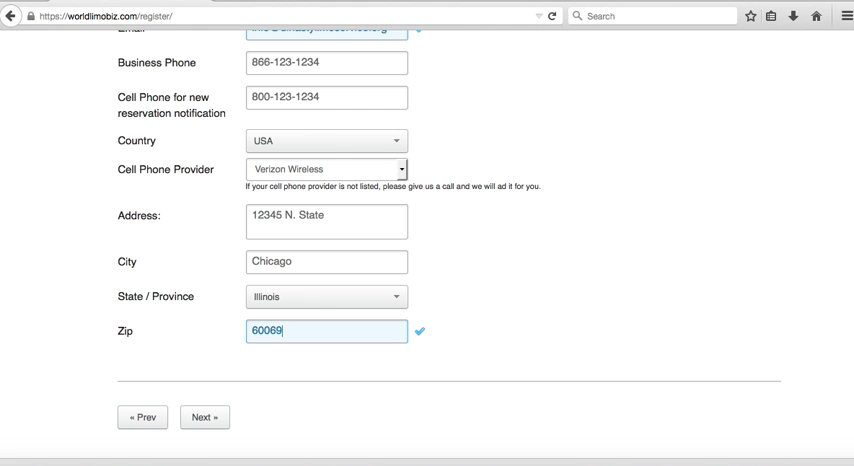 https://worldlimobiz.com/register/
Search
Business Phone
866-123-1234
Cell Phone for new
reservation notification
800-123-1234
Country
USA
Cell Phone Provider
Verizon Wireless
If your cell phone provider is not listed, please give us a call and we will ad it for you.
Address:
12345 N. State
City
Chicago
State / Province
Illinois
Zip
60069
« Prev
Next »